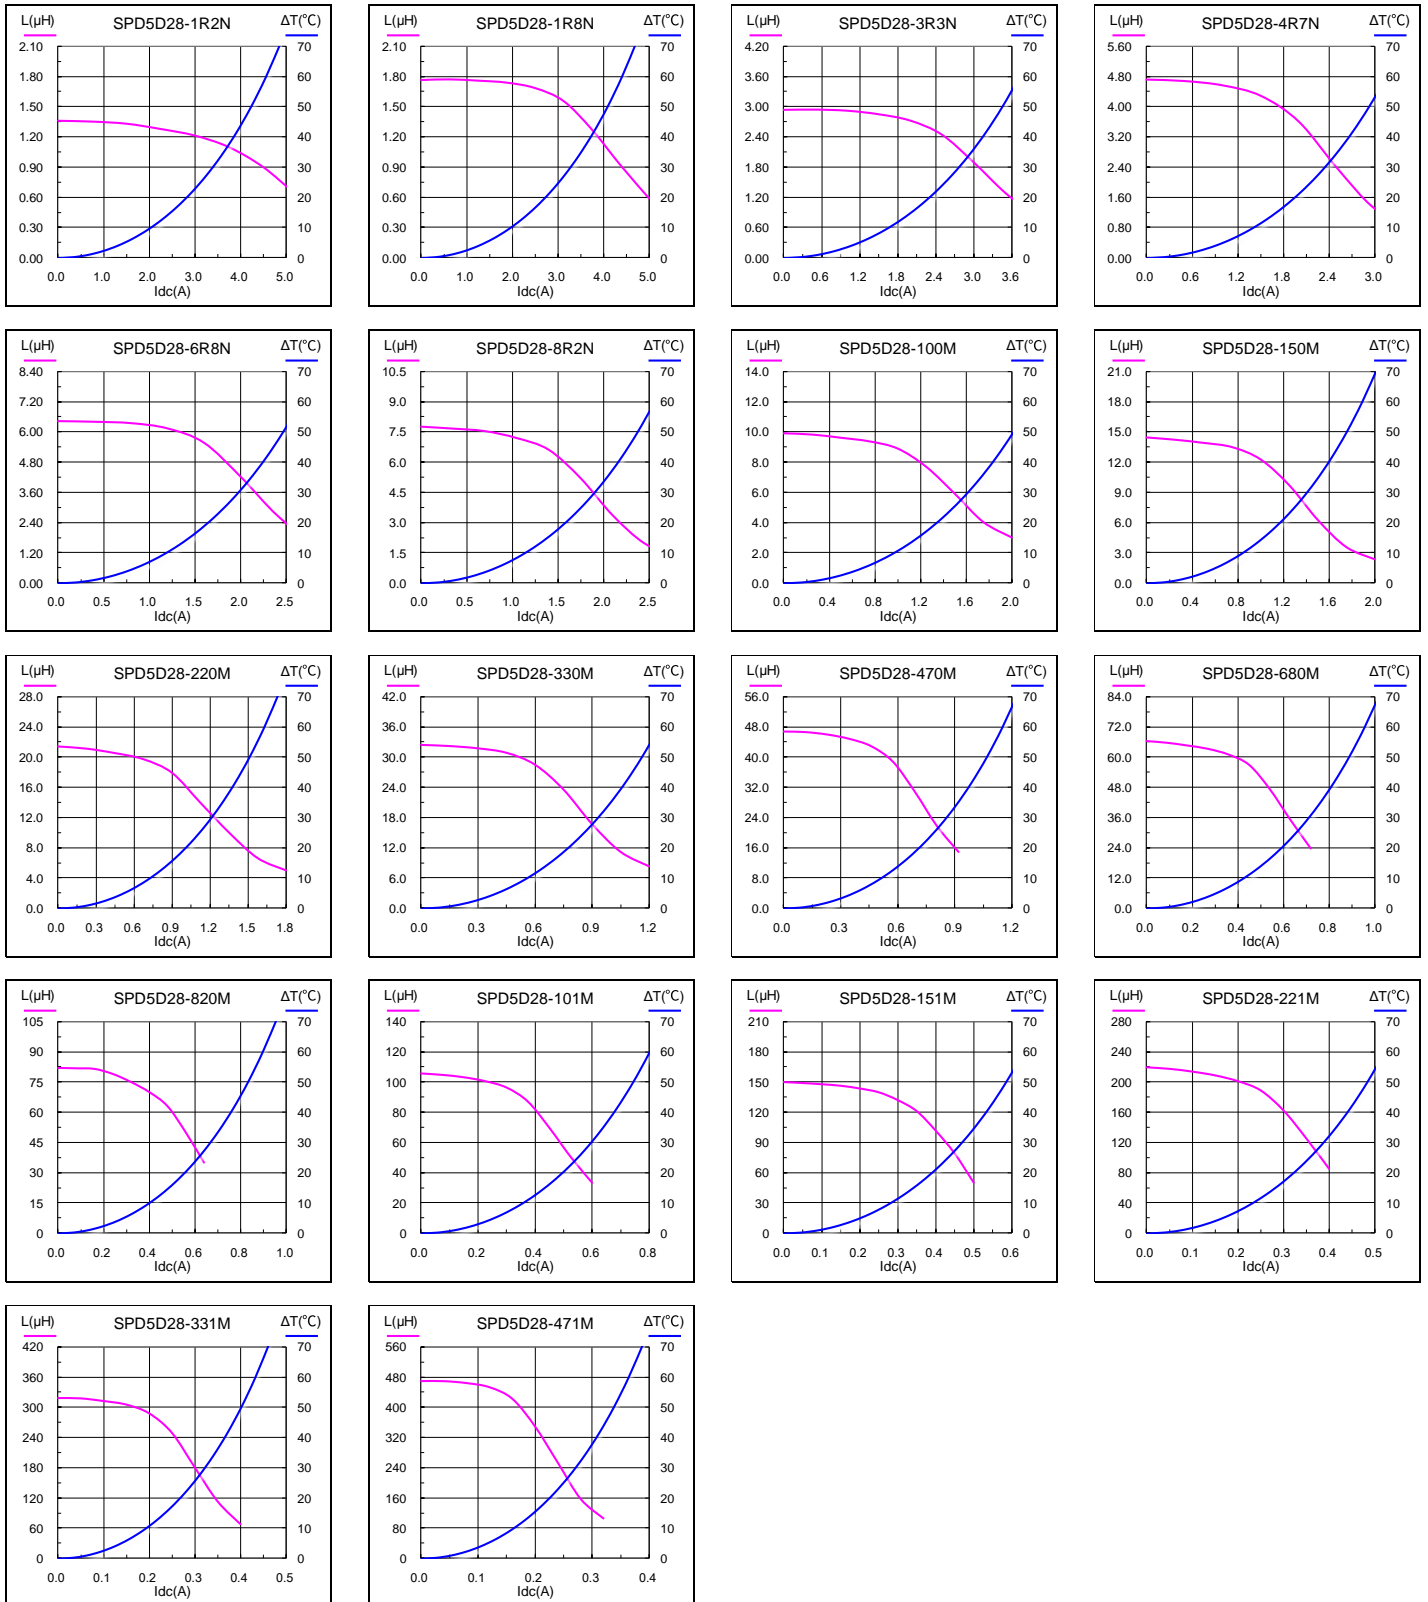 L(μH) SPD5D28-1R2N ΔT(℃)
2.10 70
1.80 60
1.50 50
1.20 40
0.90 30
0.60 20
0.30 10
0.00 0
0.0 1.0 2.0 3.0 4.0 5.0
Idc(A)
L(μH) SPD5D28-1R8N ΔT(℃)
2.10 70
1.80 60
1.50 50
1.20 40
0.90 30
0.60 20
0.30 10
0.00 0
0.0 1.0 2.0 3.0 4.0 5.0
Idc(A)
L(μH) SPD5D28-3R3N ΔT(℃)
4.20 70
3.60 60
3.00 50
2.40 40
1.80 30
1.20 20
0.60 10
0.00 0
0.0 0.6 1.2 1.8 2.4 3.0 3.6
Idc(A)
L(μH) SPD5D28-4R7N ΔT(℃)
5.60 70
4.80 60
4.00 50
3.20 40
2.40 30
1.60 20
0.80 10
0.00 0
0.0 0.6 1.2 1.8 2.4 3.0
Idc(A)
L(μH) SPD5D28-6R8N ΔT(℃)
8.40 70
7.20 60
6.00 50
4.80 40
3.60 30
2.40 20
1.20 10
0.00 0
0.0 0.5 1.0 1.5 2.0 2.5
Idc(A)
L(μH) SPD5D28-8R2N ΔT(℃)
10.5 70
9.0 60
7.5 50
6.0 40
4.5 30
3.0 20
1.5 10
0.0 0
0.0 0.5 1.0 1.5 2.0 2.5
Idc(A)
L(μH) SPD5D28-100M ΔT(℃)
14.0 70
12.0 60
10.0 50
8.0 40
6.0 30
4.0 20
2.0 10
0.0 0
0.0 0.4 0.8 1.2 1.6 2.0
Idc(A)
L(μH) SPD5D28-150M ΔT(℃)
21.0 70
18.0 60
15.0 50
12.0 40
9.0 30
6.0 20
3.0 10
0.0 0
0.0 0.4 0.8 1.2 1.6 2.0
Idc(A)
L(μH) SPD5D28-220M ΔT(℃)
28.0 70
24.0 60
20.0 50
16.0 40
12.0 30
8.0 20
4.0 10
0.0 0
0.0 0.3 0.6 0.9 1.2 1.5 1.8
Idc(A)
L(μH) SPD5D28-330M ΔT(℃)
42.0 70
36.0 60
30.0 50
24.0 40
18.0 30
12.0 20
6.0 10
0.0 0
0.0 0.3 0.6 0.9 1.2
Idc(A)
L(μH) SPD5D28-470M ΔT(℃)
56.0 70
48.0 60
40.0 50
32.0 40
24.0 30
16.0 20
8.0 10
0.0 0
0.0 0.3 0.6 0.9 1.2
Idc(A)
L(μH) SPD5D28-680M ΔT(℃)
84.0 70
72.0 60
60.0 50
48.0 40
36.0 30
24.0 20
12.0 10
0.0 0
0.0 0.2 0.4 0.6 0.8 1.0
Idc(A)
L(μH) SPD5D28-820M ΔT(℃)
105 70
90 60
75 50
60 40
45 30
30 20
15 10
0 0
0.0 0.2 0.4 0.6 0.8 1.0
Idc(A)
L(μH) SPD5D28-101M ΔT(℃)
140 70
120 60
100 50
80 40
60 30
40 20
20 10
0 0
0.0 0.2 0.4 0.6 0.8
Idc(A)
L(μH) SPD5D28-151M ΔT(℃)
210 70
180 60
150 50
120 40
90 30
60 20
30 10
0 0
0.0 0.1 0.2 0.3 0.4 0.5 0.6
Idc(A)
L(μH) SPD5D28-221M ΔT(℃)
280 70
240 60
200 50
160 40
120 30
80 20
40 10
0 0
0.0 0.1 0.2 0.3 0.4 0.5
Idc(A)
L(μH) SPD5D28-331M ΔT(℃)
420 70
360 60
300 50
240 40
180 30
120 20
60 10
0 0
0.0 0.1 0.2 0.3 0.4 0.5
Idc(A)
L(μH) SPD5D28-471M ΔT(℃)
560 70
480 60
400 50
320 40
240 30
160 20
80 10
0 0
0.0 0.1 0.2 0.3 0.4
Idc(A)